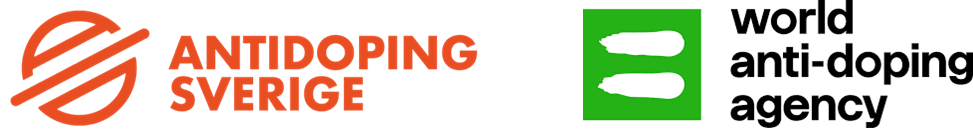 ANTIDOPING
SVERIGE
world
anti-doping
agency